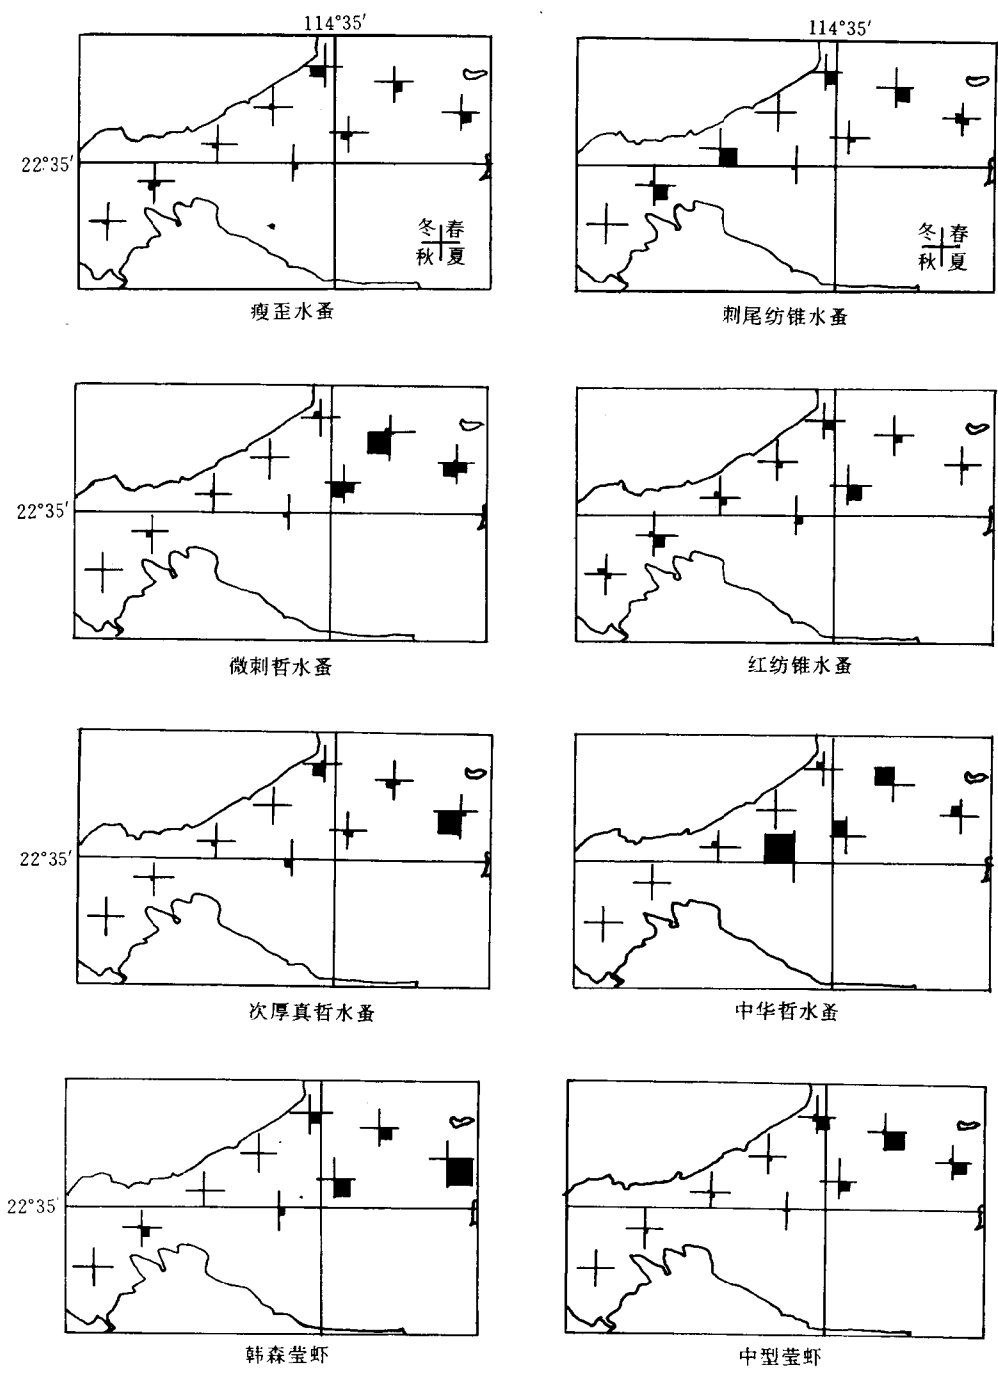 114°35′
114°35′
22°35′
冬 春
秋 夏
冬 春
秋 夏
瘦歪水蚤
刺尾纺锥水蚤
22°35′
微刺哲水蚤
红纺锥水蚤
22°35′
次厚真哲水蚤
中华哲水蚤
22°35′
韩森莹虾
中型莹虾